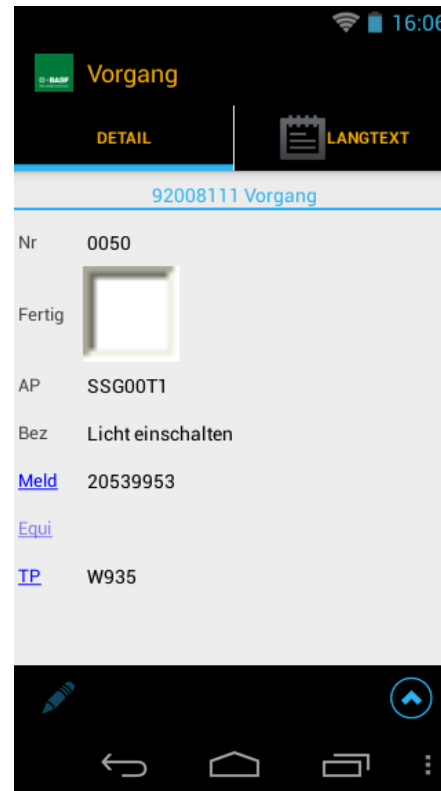 16:06
BASF
Vorgang
DETAIL
LANGTEXT
92008111 Vorgang
Nr 0050
Fertig
AP SSG00T1
Bez Licht einschalten
Meld 20539953
Equi
TP W935